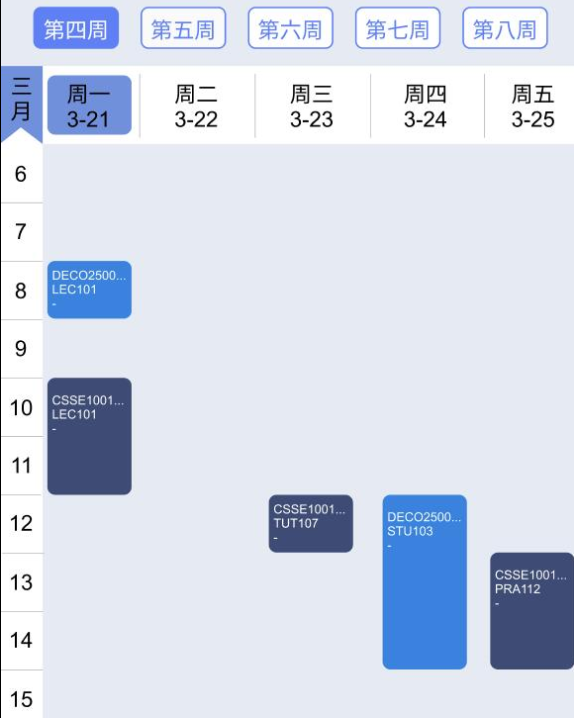 第四周
第五周
第六周
第七周
第八周
三月
周一
3-21
周二
3-22
周三
3-23
周四
3-24
周五
3-25
6
7
8
DECO2500...
LEC101
-
9
10
CSSE1001...
LEC101
-
11
12
CSSE1001...
TUT107
-
DECO2500...
STU103
-
13
CSSE1001...
PRA112
-
14
15